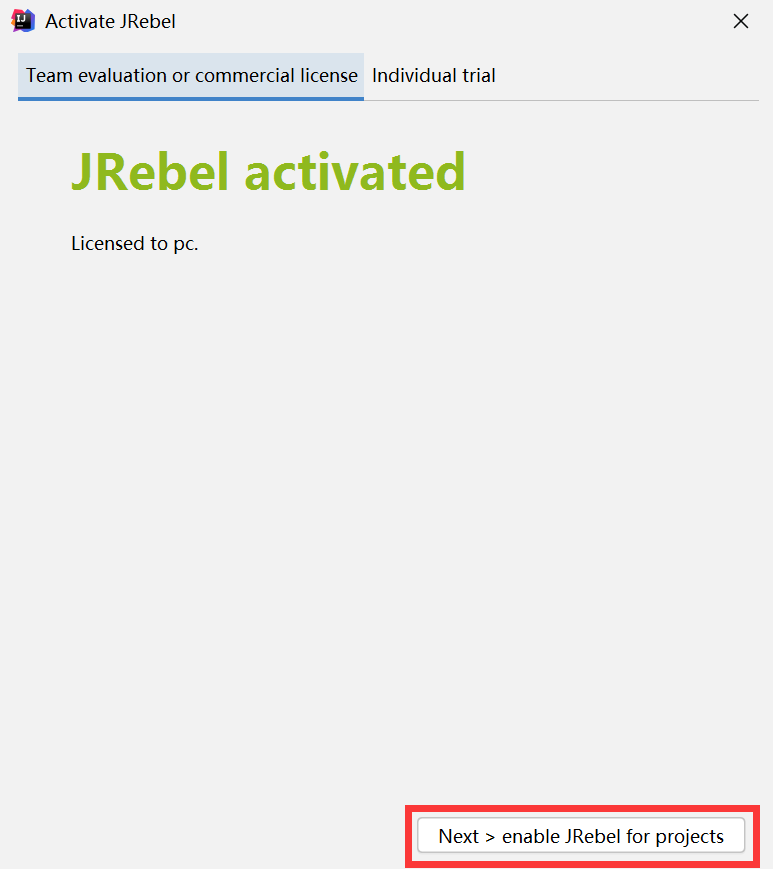 Activate JRebel
Team evaluation or commercial license Individual trial
JRebel activated
Licensed to pc.
Next > enable JRebel for projects